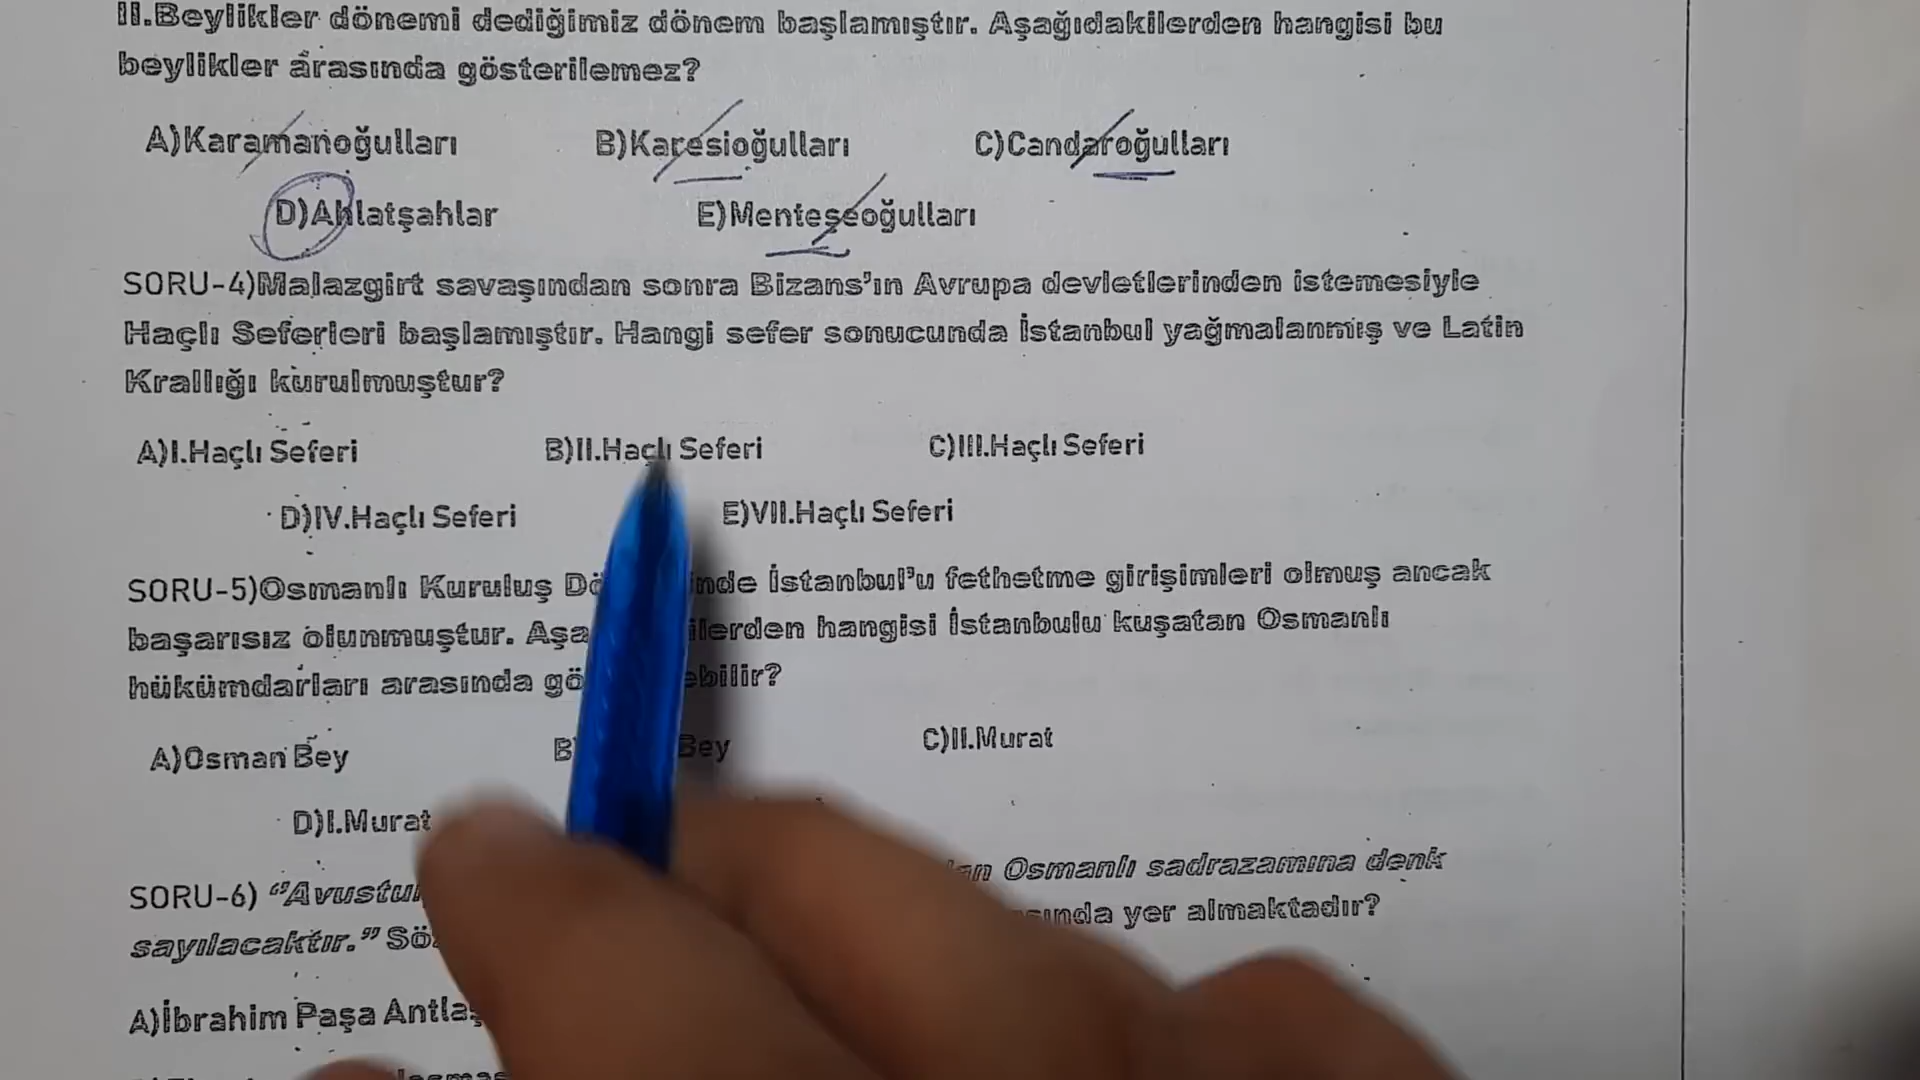 II.Beylikler dönemi dediğimiz dönem başlamıştır. Aşağıdakilerden hangisi bu
beylikler arasında gösterilemez?
A)Karamanoğulları B)Karesioğulları C)Candaroğulları
D)Ahlatşahlar E)Menteşeoğulları
SORU-4)Malazgirt savaşından sonra Bizans’ın Avrupa devletlerinden istemesiyle
Haçlı Seferleri başlamıştır. Hangi sefer sonucunda İstanbul yağmalanmış ve Latin
Krallığı kurulmuştur?
A)I.Haçlı Seferi B)II.Haçlı Seferi C)III.Haçlı Seferi
D)IV.Haçlı Seferi E)VII.Haçlı Seferi
SORU-5)Osmanlı Kuruluş İstanbul’u fethetme girişimleri olmuş ancak
başarısız olunmuştur. hangisi İstanbulu kuşatan Osmanlı
hükümdarları arasında
A)Osman Bey B) Bey C)II.Murat
D)I.Murat
SORU-6) Osmanlı sadrazamına denk
sayılacaktır.” yer almaktadır?
A)İbrahim Paşa